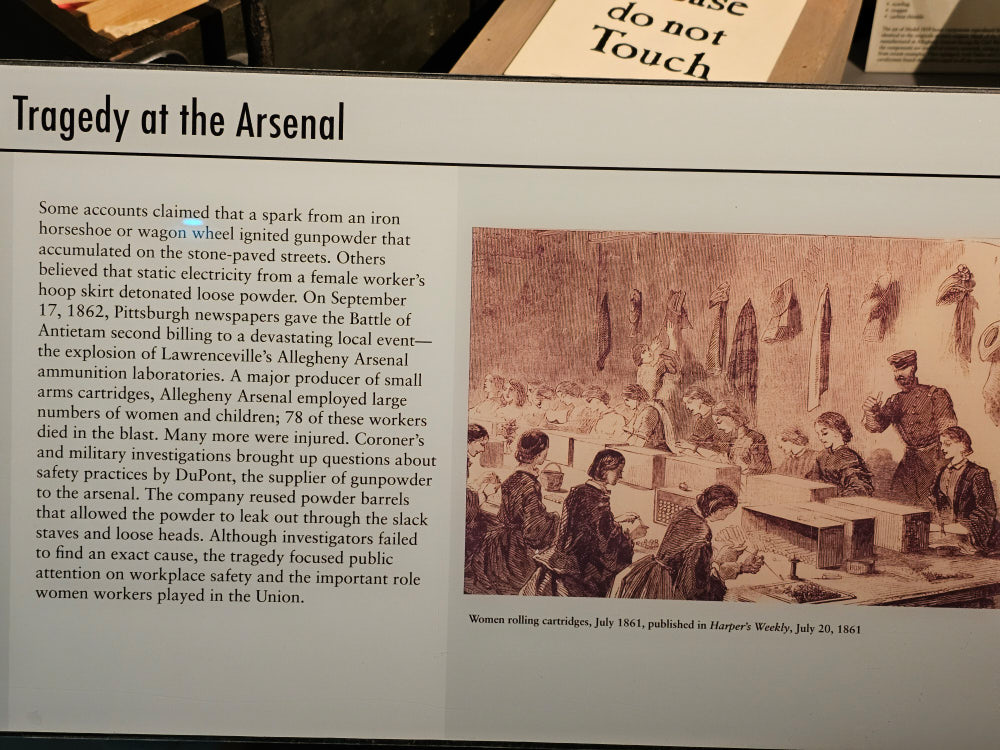 do not
Touch
Tragedy at the Arsenal
Some accounts claimed that a spark from an iron
horseshoe or wagon wheel ignited gunpowder that
accumulated on the stone-paved streets. Others
believed that static electricity from a female worker's
hoop skirt detonated loose powder. On September
17, 1862, Pittsburgh newspapers gave the Battle of
Antietam second billing to a devastating local event—
the explosion of Lawrenceville's Allegheny Arsenal
ammunition laboratories. A major producer of small
arms cartridges, Allegheny Arsenal employed large
numbers of women and children; 78 of these workers
died in the blast. Many more were injured. Coroner's
and military investigations brought up questions about
safety practices by DuPont, the supplier of gunpowder
to the arsenal. The company reused powder barrels
that allowed the powder to leak out through the slack
staves and loose heads. Although investigators failed
to find an exact cause, the tragedy focused public
attention on workplace safety and the important role
women workers played in the Union.
Women rolling cartridges, July 1861, published in Harper's Weekly, July 20, 1861